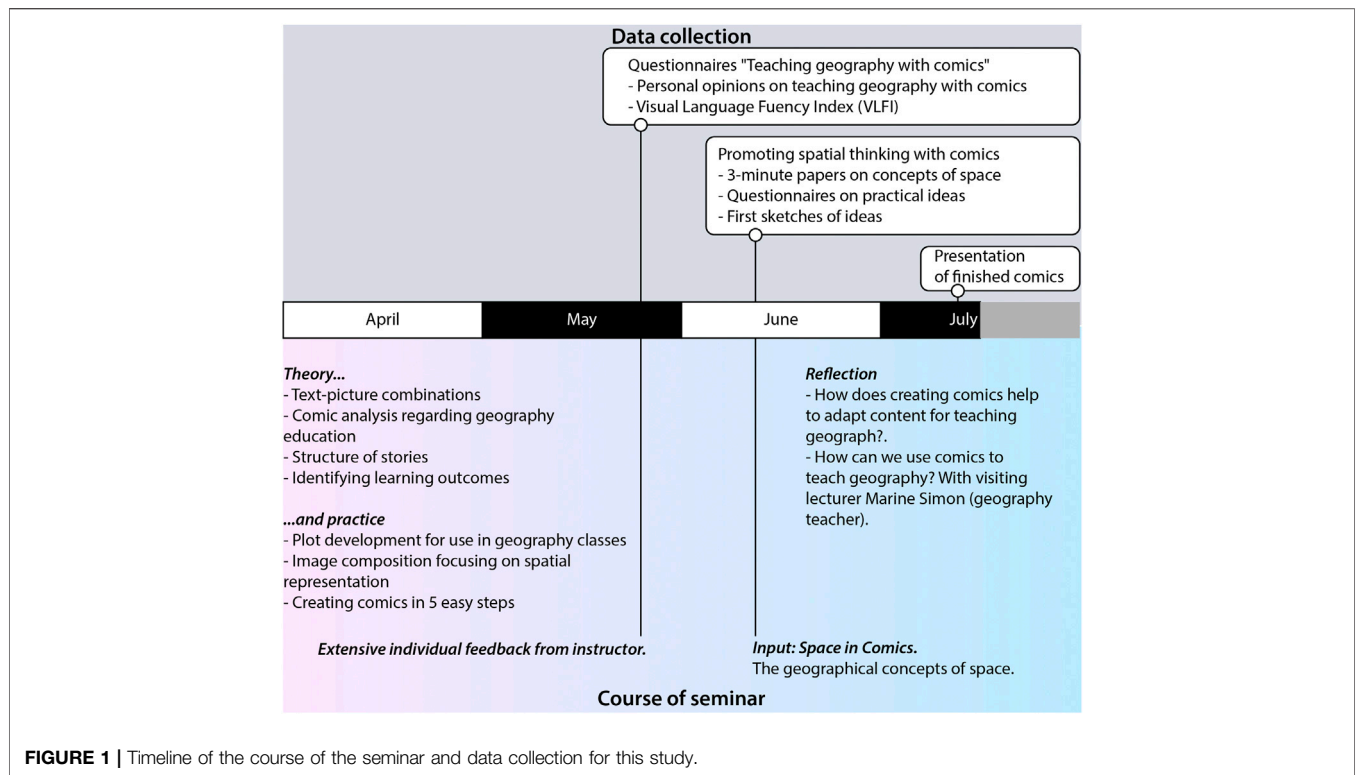 Data collection
Questionnaires "Teaching geography with comics"
- Personal opinions on teaching geography with comics
- Visual Language Fuency Index (VLFI)
Promoting spatial thinking with comics
- 3-minute papers on concepts of space
- Questionnaires on practical ideas
- First sketches of ideas
Presentation
of finished comics
April
May
June
July
Theory...
- Text-picture combinations
- Comic analysis regarding geography
education
- Structure of stories
- Identifying learning outcomes
...and practice
- Plot development for use in geography classes
- Image composition focusing on spatial
representation
- Creating comics in 5 easy steps
Extensive individual feedback from instructor.
Reflection
- How does creating comics help
to adapt content for teaching
geograph?.
- How can we use comics to
teach geography? With visiting
lecturer Marine Simon (geography
teacher).
Input: Space in Comics.
The geographical concepts of space.
Course of seminar
FIGURE 1 | Timeline of the course of the seminar and data collection for this study.